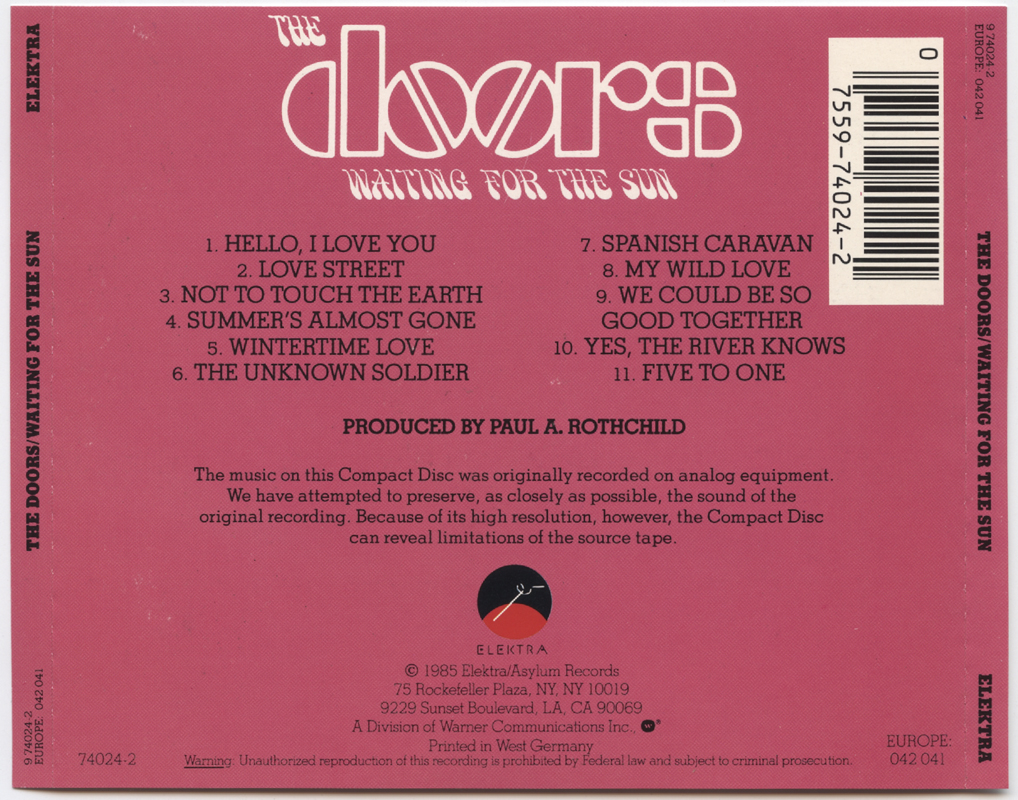 THE
doors
WAITING FOR THE SUN
1. HELLO, I LOVE YOU
2. LOVE STREET
3. NOT TO TOUCH THE EARTH
4. SUMMER'S ALMOST GONE
5. WINTERTIME LOVE
6. THE UNKNOWN SOLDIER
7. SPANISH CARAVAN
8. MY WILD LOVE
9. WE COULD BE SO
GOOD TOGETHER
10. YES, THE RIVER KNOWS
11. FIVE TO ONE
PRODUCED BY PAUL A. ROTHCHILD
The music on this Compact Disc was originally recorded on analog equipment.
We have attempted to preserve, as closely as possible, the sound of the
original recording. Because of its high resolution, however, the Compact Disc
can reveal limitations of the source tape.
ELEKTRA
© 1985 Elektra/Asylum Records
75 Rockefeller Plaza, NY, NY 10019
9229 Sunset Boulevard, LA, CA 90069
A Division of Warner Communications Inc., W®
Printed in West Germany
Warning: Unauthorized reproduction of this recording is prohibited by Federal law and subject to criminal prosecution.
74024-2
EUROPE:
042 041
0
7559-74024-2
ELEKTRA
THE DOORS/WAITING FOR THE SUN
9 74024-2
EUROPE: 042 041
9 74024-2
EUROPE: 042 041
THE DOORS/WAITING FOR THE SUN
ELEKTRA